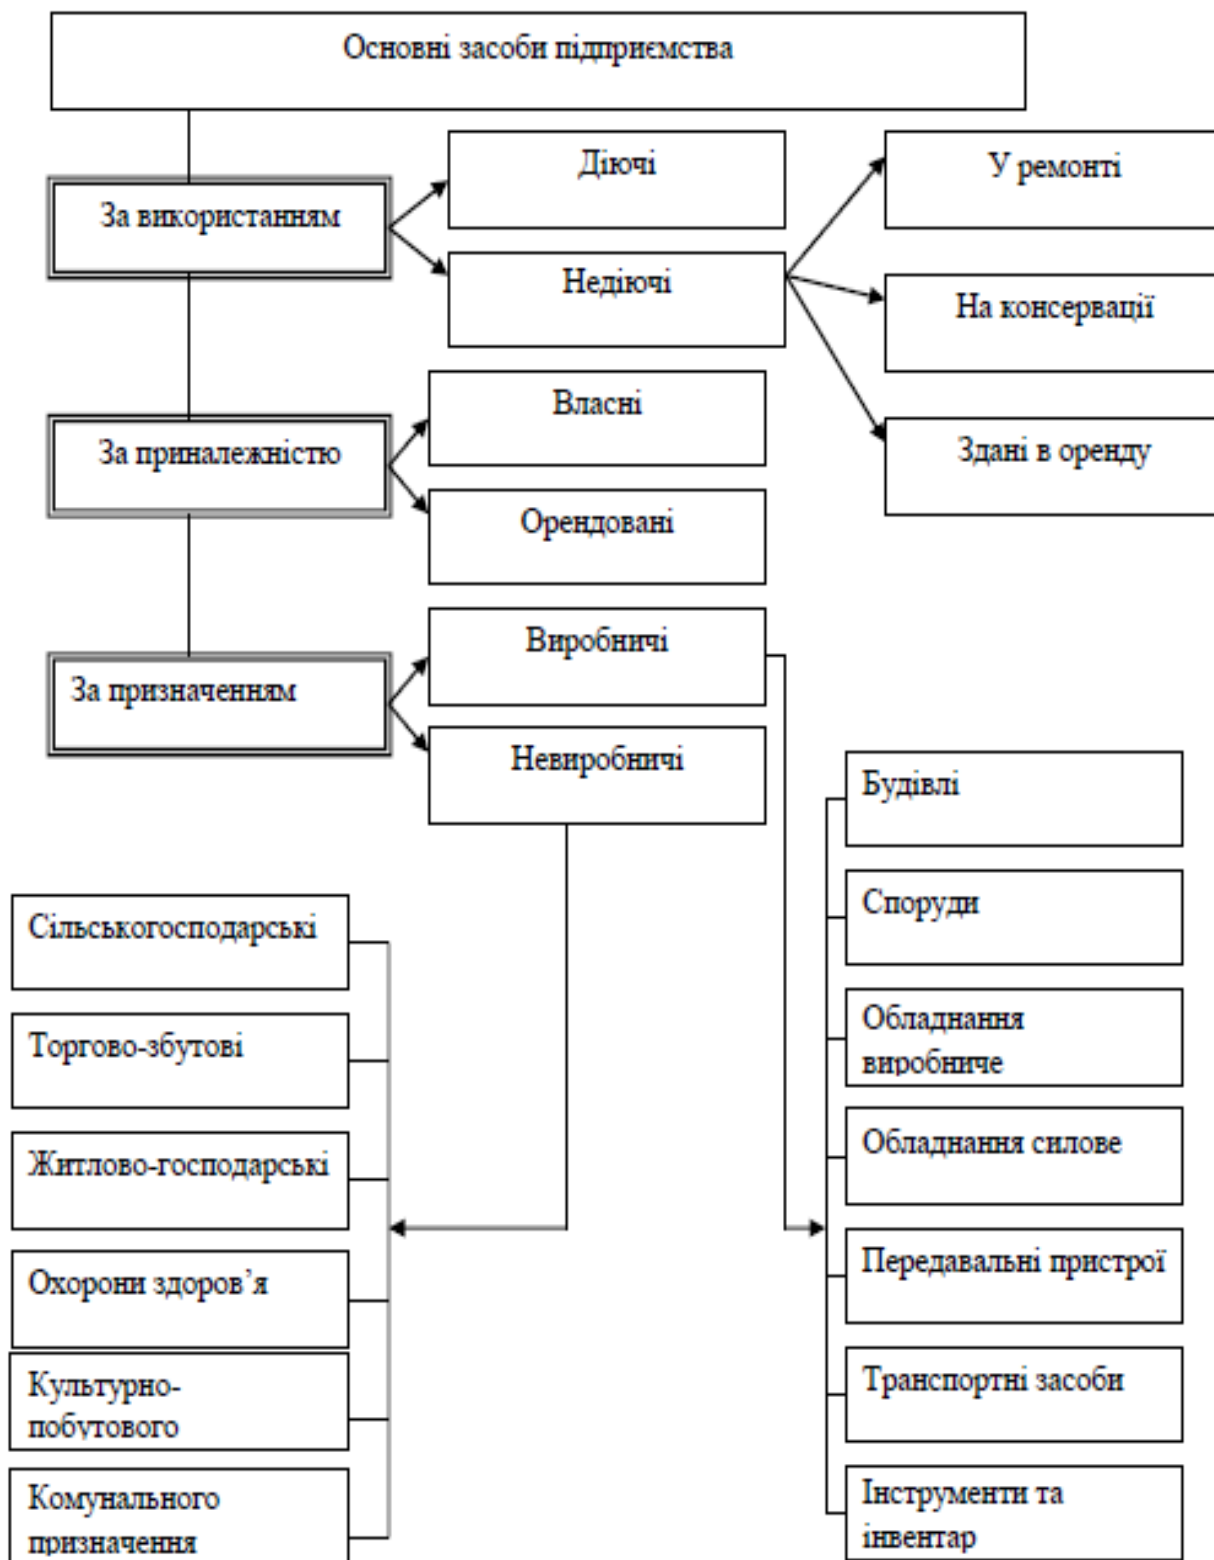 Основні засоби підприємства
За використанням
Діючі
Недіючі
У ремонті
На консервації
Здані в оренду
За приналежністю
Власні
Орендовані
За призначенням
Виробничі
Невиробничі
Сільськогосподарські
Торгово-збутові
Житлово-господарські
Охорони здоров’я
Культурно-
побутового
Комунального
призначення
Будівлі
Споруди
Обладнання
виробниче
Обладнання силове
Передавальні пристрої
Транспортні засоби
Інструменти та
інвентар